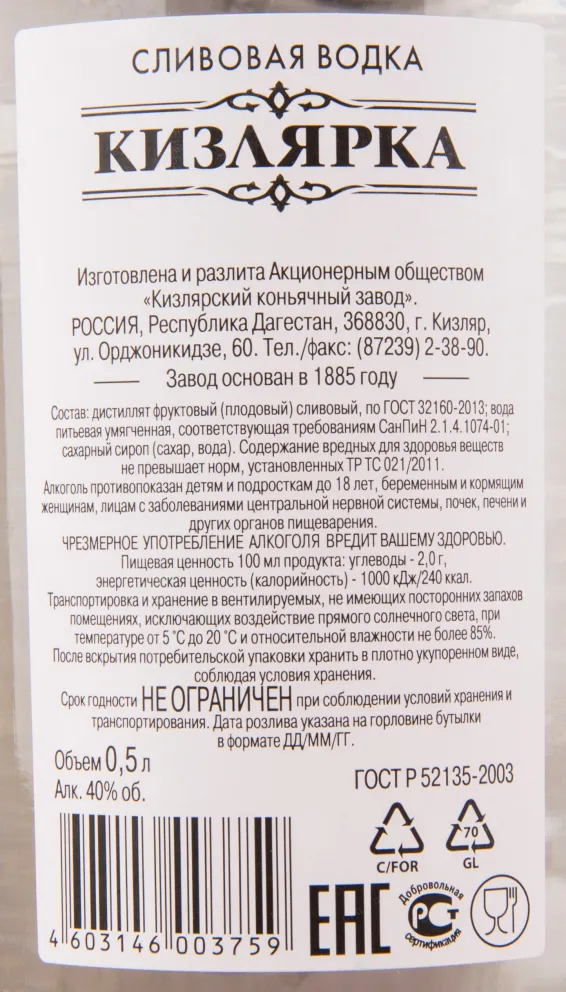 СЛИВОВАЯ ВОДКА
КИЗЛЯРКА
Изготовлена и разлита Акционерным обществом
«Кизлярский коньячный завод».
РОССИЯ, Республика Дагестан, 368830, г. Кизляр,
ул. Орджоникидзе, 60. Тел./факс: (87239) 2-38-90.
Завод основан в 1885 году
Состав: дистиллят фруктовый (плодовый) сливовый, по ГОСТ 32160-2013; вода
питьевая умягченная, соответствующая требованиям СанПиН 2.1.4.1074-01;
сахарный сироп (сахар, вода). Содержание вредных для здоровья веществ
не превышает норм, установленных ТР ТС 021/2011.
Алкоголь противопоказан детям и подросткам до 18 лет, беременным и кормящим
женщинам, лицам с заболеваниями центральной нервной системы, почек, печени и
других органов пищеварения.
ЧРЕЗМЕРНОЕ УПОТРЕБЛЕНИЕ АЛКОГОЛЯ ВРЕДИТ ВАШЕМУ ЗДОРОВЬЮ.
Пищевая ценность 100 мл продукта: углеводы - 2,0 г,
энергетическая ценность (калорийность) - 1000 кДж/240 ккал.
Транспортировка и хранение в вентилируемых, не имеющих посторонних запахов
помещениях, исключающих воздействие прямого солнечного света, при
температуре от 5 °С до 20 °С и относительной влажности не более 85%.
После вскрытия потребительской упаковки хранить в плотно укупоренном виде,
соблюдая условия хранения.
Срок годности НЕ ОГРАНИЧЕН при соблюдении условий хранения и
транспортирования. Дата розлива указана на горловине бутылки
в формате ДД/ММ/ГГ.
Объем 0,5 л
Алк. 40% об.
ГОСТ Р 52135-2003
70
C/FOR
GL
4 603146 003759
EAC
Добровольная
РСТ
сертификация